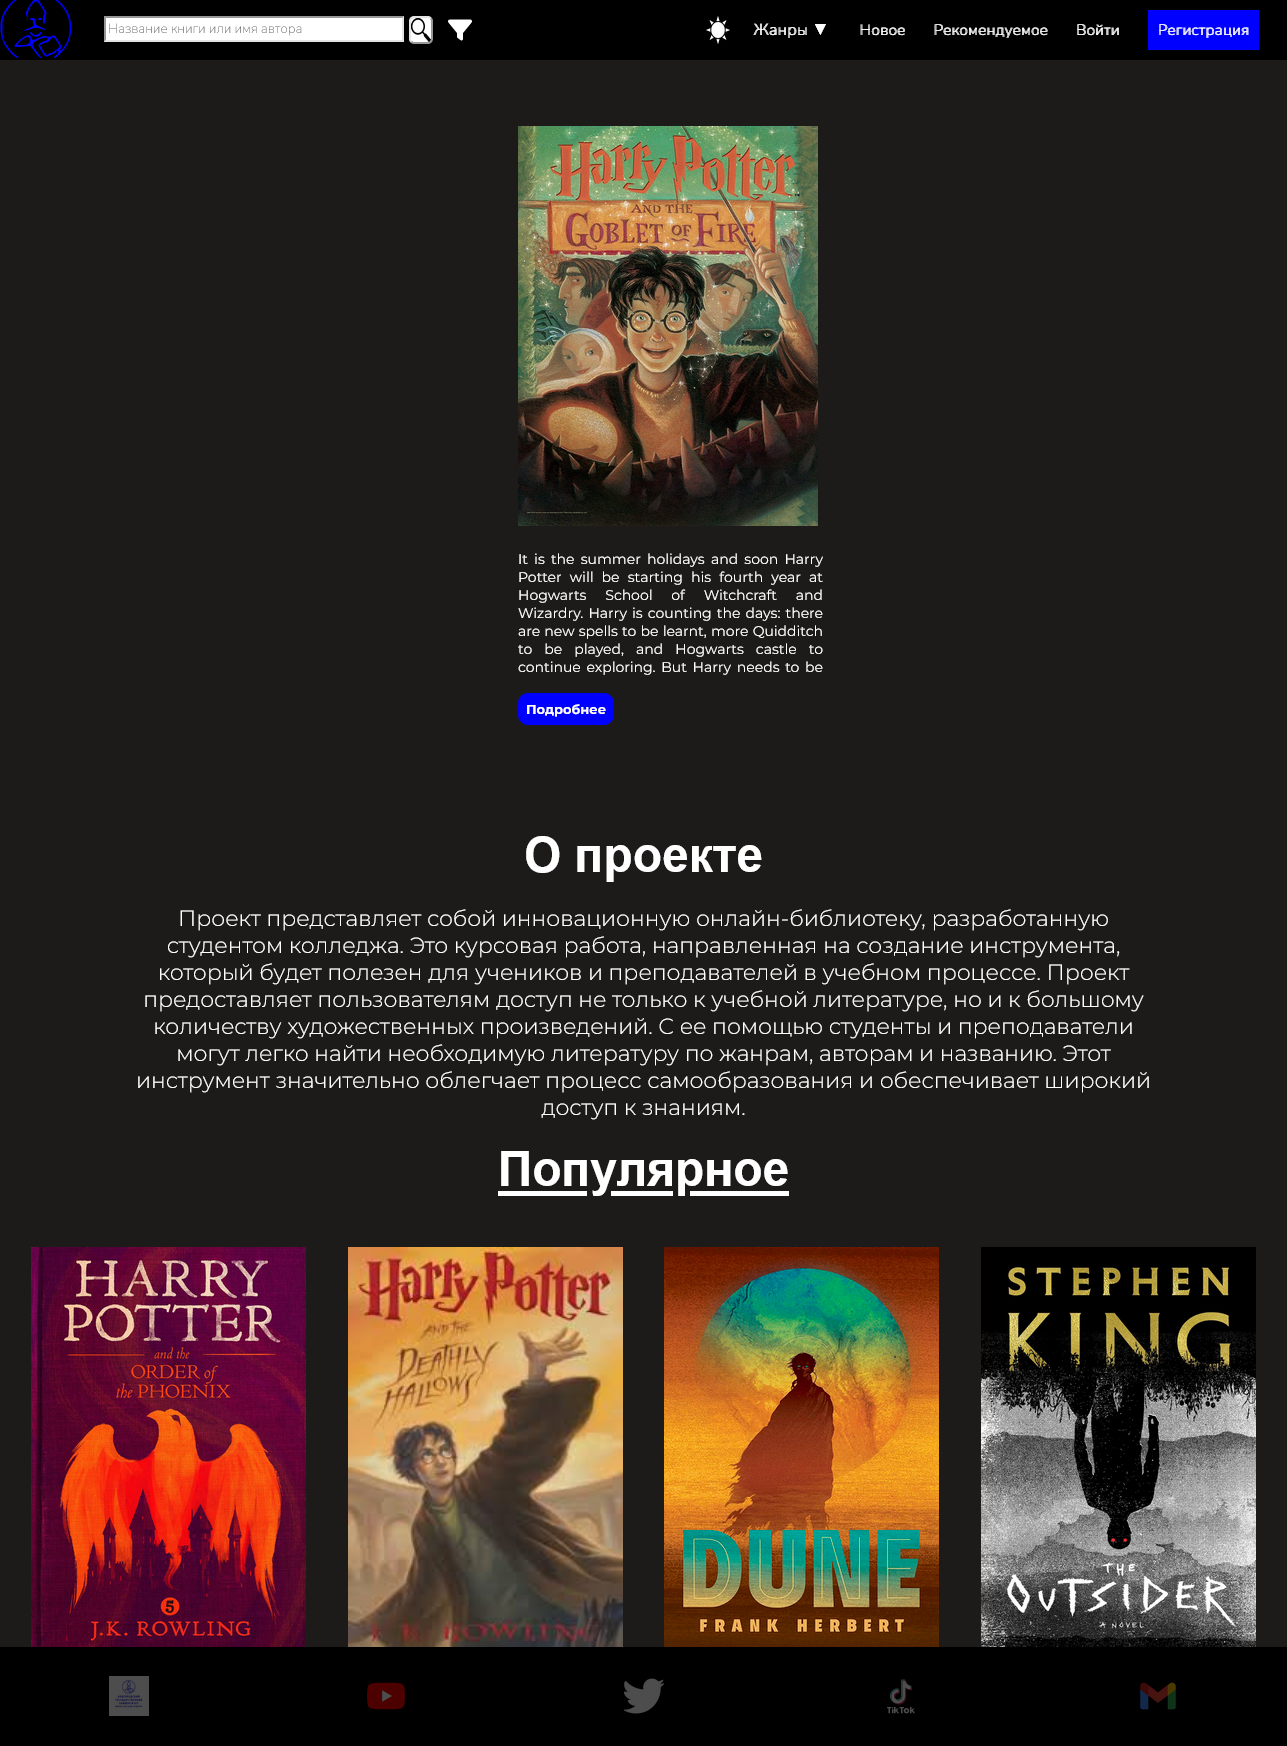 Название книги или имя автора
Жанры ▼ Новое Рекомендуемое Войти Регистрация
Harry Potter
AND THE
GOBLET OF FIRE
It is the summer holidays and soon Harry
Potter will be starting his fourth year at
Hogwarts School of Witchcraft and
Wizardry. Harry is counting the days: there
are new spells to be learnt, more Quidditch
to be played, and Hogwarts castle to
continue exploring. But Harry needs to be
Подробнее
О проекте
Проект представляет собой инновационную онлайн-библиотеку, разработанную
студентом колледжа. Это курсовая работа, направленная на создание инструмента,
который будет полезен для учеников и преподавателей в учебном процессе. Проект
предоставляет пользователям доступ не только к учебной литературе, но и к большому
количеству художественных произведений. С ее помощью студенты и преподаватели
могут легко найти необходимую литературу по жанрам, авторам и названию. Этот
инструмент значительно облегчает процесс самообразования и обеспечивает широкий
доступ к знаниям.
Популярное
HARRY
POTTER
and the
ORDER of
the PHOENIX
5
J.K. ROWLING
Harry Potter
AND THE
DEATHLY
HALLOWS
J.K. ROWLING
DUNE
FRANK HERBERT
STEPHEN
KING
THE
OUTSIDER
A NOVEL
TikTok